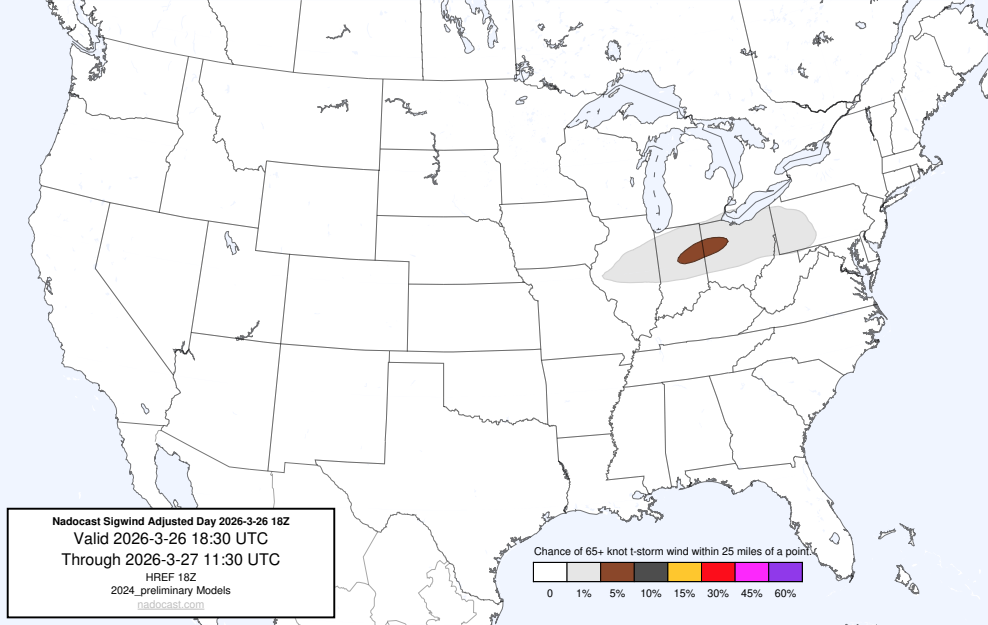 Nadocast Sigwind Adjusted Day 2026-3-26 18Z
Valid 2026-3-26 18:30 UTC
Through 2026-3-27 11:30 UTC
HREF 18Z
2024_preliminary Models
nadocast.com
Chance of 65+ knot t-storm wind within 25 miles of a point.
0 1% 5% 10% 15% 30% 45% 60%